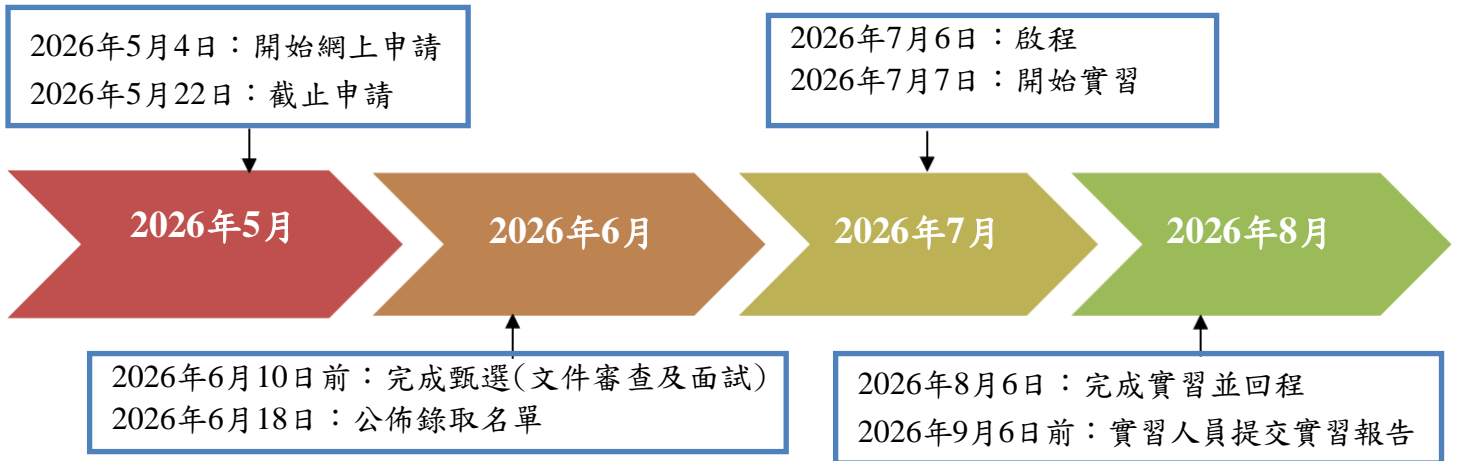 2026年5月4日：開始網上申請
2026年5月22日：截止申請
2026年7月6日：啟程
2026年7月7日：開始實習
2026年5月
2026年6月
2026年7月
2026年8月
2026年6月10日前：完成甄選(文件審查及面試)
2026年6月18日：公佈錄取名單
2026年8月6日：完成實習並回程
2026年9月6日前：實習人員提交實習報告